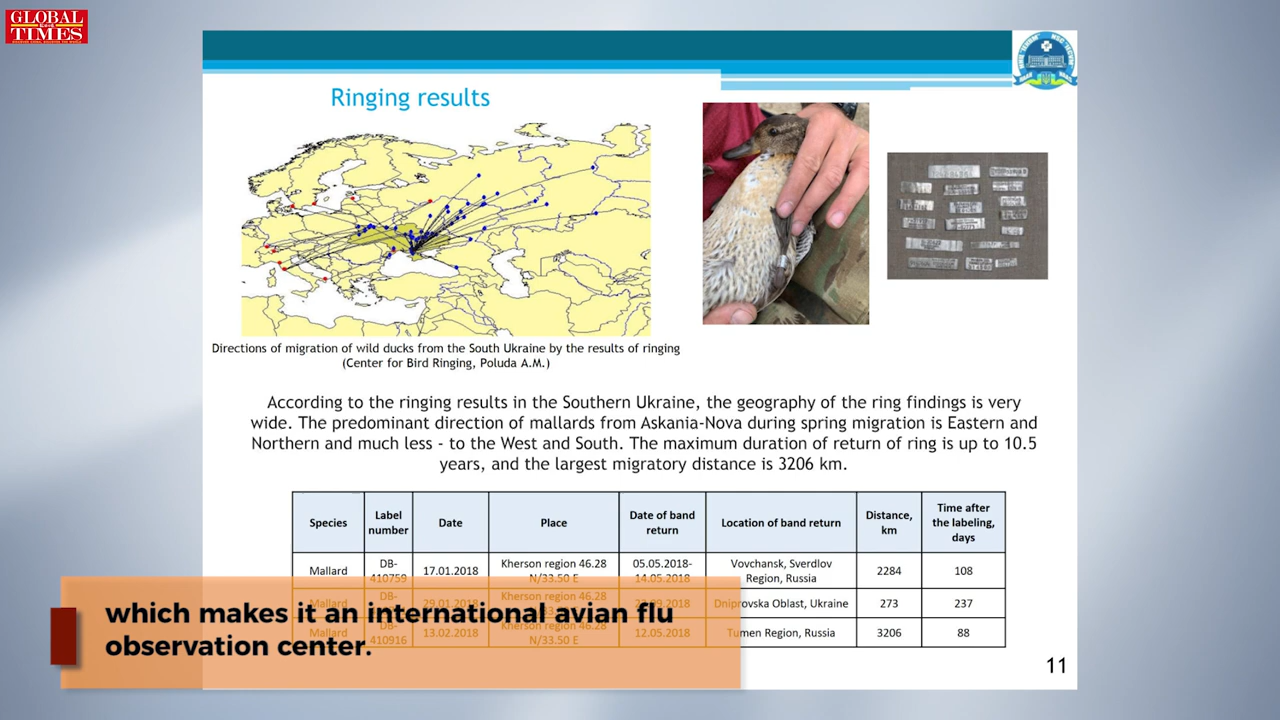 GLOBAL
TIMES
Ringing results
Directions of migration of wild ducks from the South Ukraine by the results of ringing
(Center for Bird Ringing, Poluda A.M.)
According to the ringing results in the Southern Ukraine, the geography of the ring findings is very
wide. The predominant direction of mallards from Askania-Nova during spring migration is Eastern and
Northern and much less - to the West and South. The maximum duration of return of ring is up to 10.5
years, and the largest migratory distance is 3206 km.
Species Label number Date Place Date of band return Location of band return Distance, km Time after the labeling, days
Mallard DB-410759 17.01.2018 Kherson region 46.28 N/33.50 E 05.05.2018-14.05.2018 Vovchansk, Sverdlov Region, Russia 2284 108
Mallard DB- 29.01.2018 Kherson region 46.28 .2018 Dniprovska Oblast, Ukraine 273 237
Mallard DB-410916 13.02.2018 Kherson region 46.28 N/33.50 E 12.05.2018 Tumen Region, Russia 3206 88
which makes it an international avian flu
observation center.
11